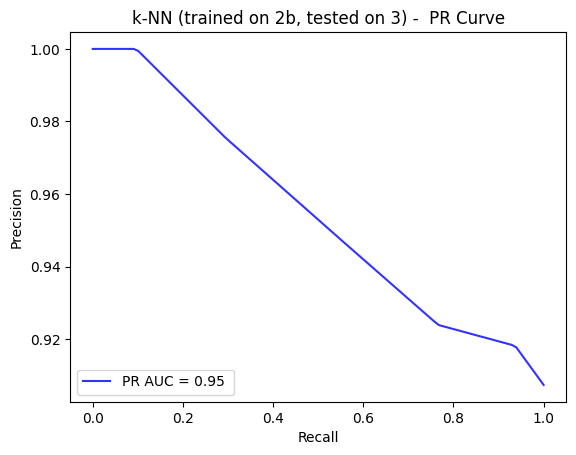 k-NN (trained on 2b, tested on 3) -  PR Curve
1.00
0.98
0.96
0.94
0.92
Precision
PR AUC = 0.95
0.0 0.2 0.4 0.6 0.8 1.0
Recall